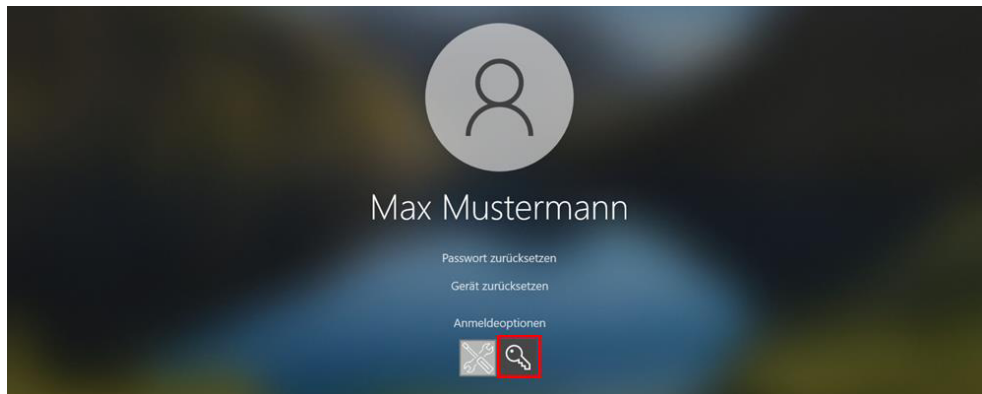 Max Mustermann
Passwort zurücksetzen
Gerät zurücksetzen
Anmeldeoptionen